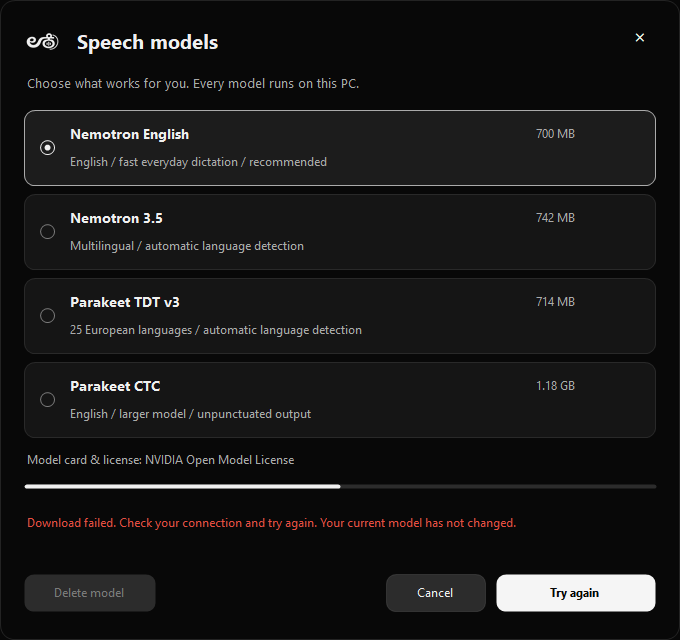 Speech models
Choose what works for you. Every model runs on this PC.
Nemotron English
700 MB
English / fast everyday dictation / recommended
Nemotron 3.5
742 MB
Multilingual / automatic language detection
Parakeet TDT v3
714 MB
25 European languages / automatic language detection
Parakeet CTC
1.18 GB
English / larger model / unpunctuated output
Model card & license: NVIDIA Open Model License
Download failed. Check your connection and try again. Your current model has not changed.
Delete model
Cancel
Try again